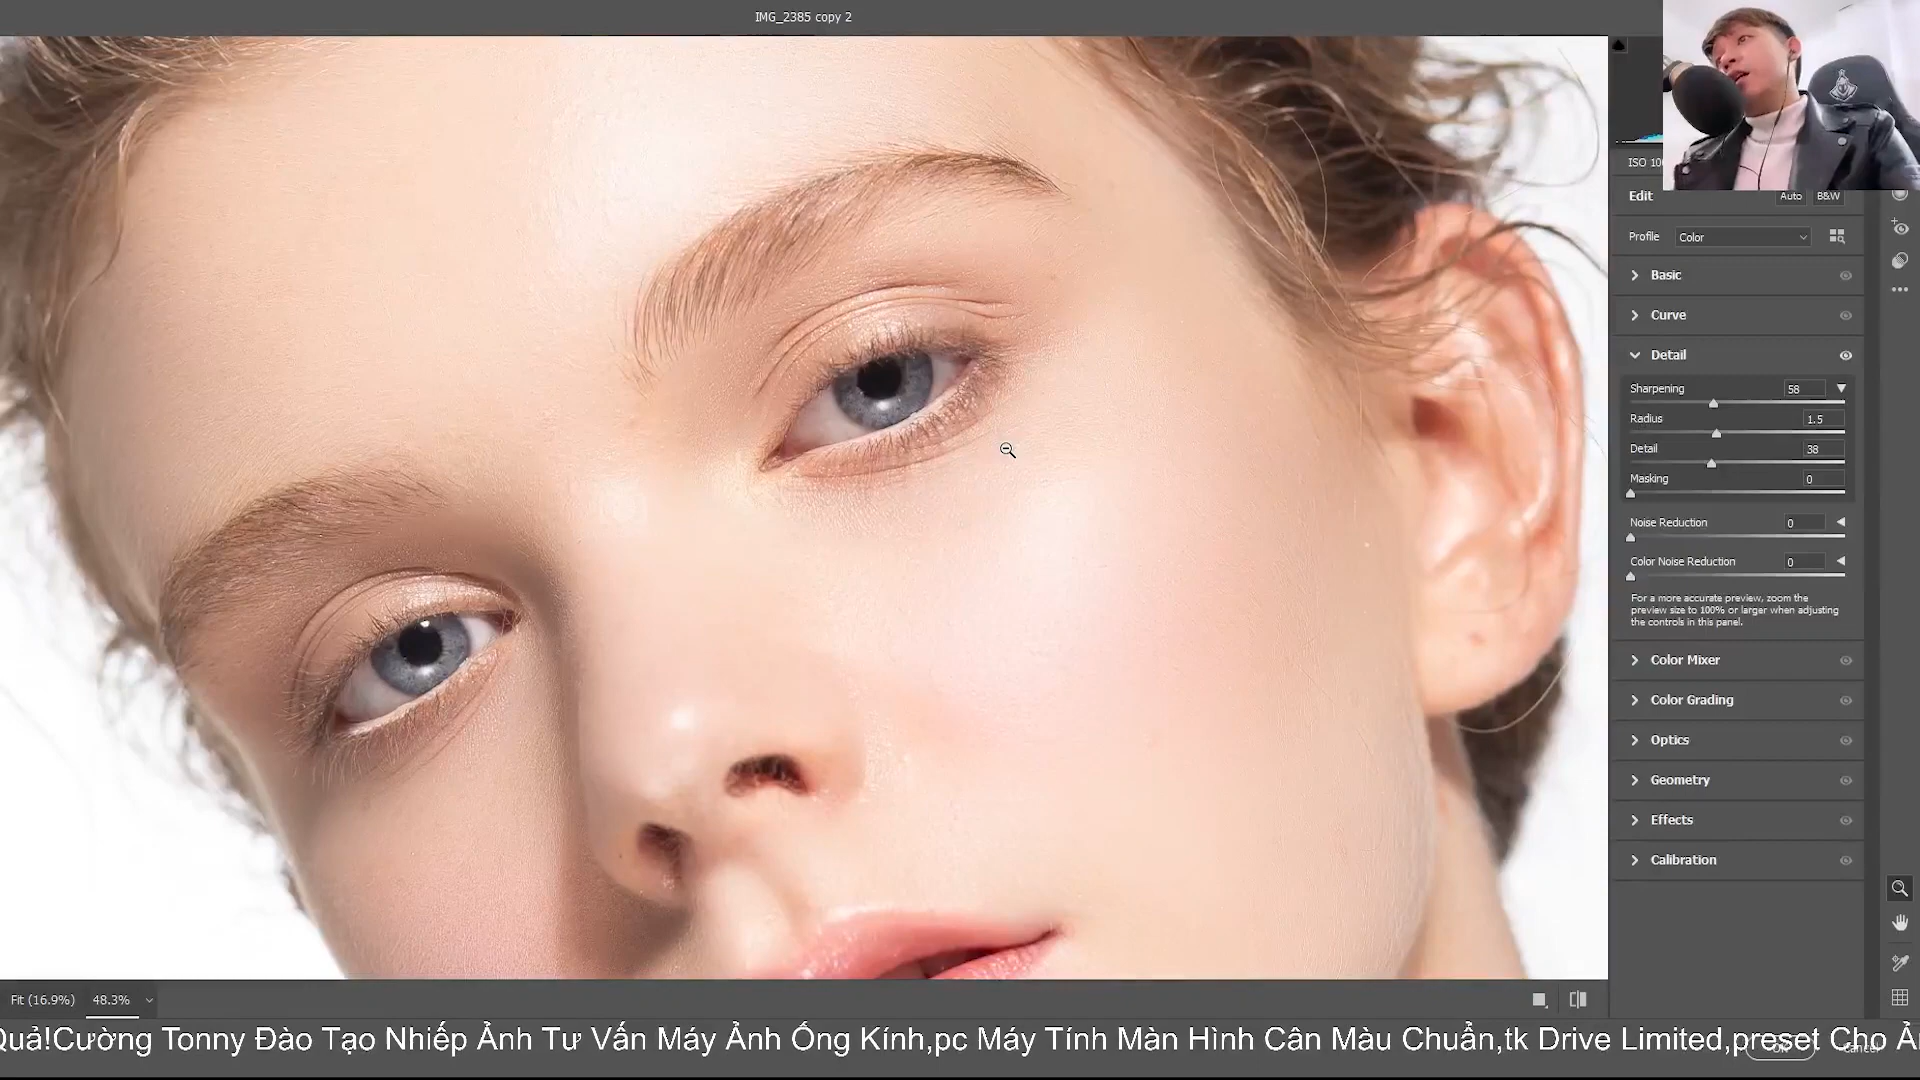 IMG_2385 copy 2
ISO 100
Edit
Auto
B&W
Profile
Color
Basic
Curve
Detail
Sharpening
58
Radius
1.5
Detail
38
Masking
0
Noise Reduction
0
Color Noise Reduction
0
For a more accurate preview, zoom the
preview size to 100% or larger when adjusting
the controls in this panel.
Color Mixer
Color Grading
Optics
Geometry
Effects
Calibration
Fit (16.9%)
48.3%
Quả!Cường Tonny Đào Tạo Nhiếp Ảnh Tư Vấn Máy Ảnh Ống Kính,pc Máy Tính Màn Hình Cân Màu Chuẩn,tk Drive Limited,preset Cho
Cancel